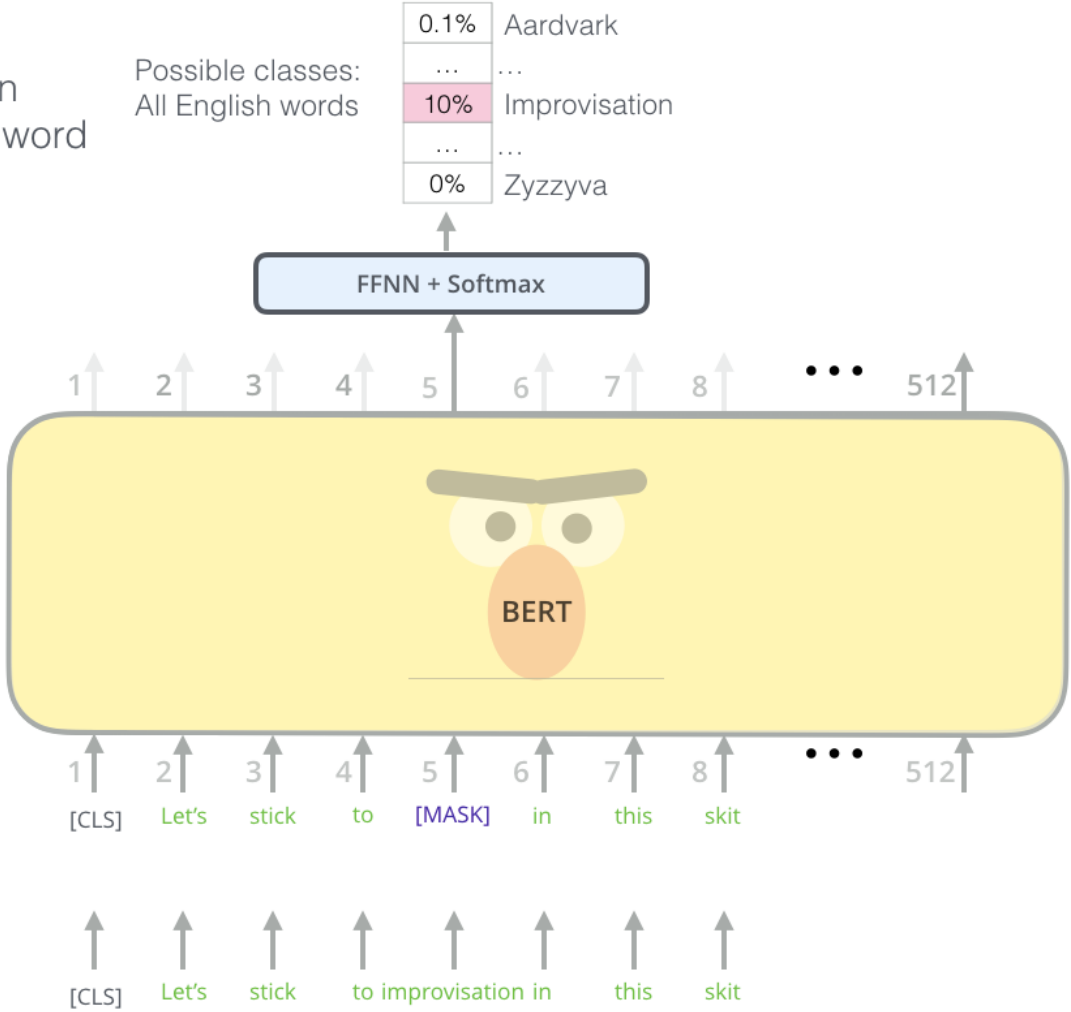 0.1% Aardvark
Possible classes:
... ...
n
All English words
10% Improvisation
word
... ...
0% Zyzzyva
FFNN + Softmax
1 2 3 4 5 6 7 8 ••• 512
BERT
1 2 3 4 5 6 7 8 ••• 512
[CLS] Let's stick to [MASK] in this skit
[CLS] Let's stick to improvisation in this skit